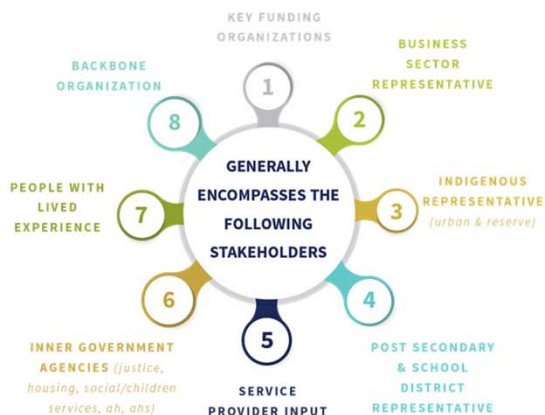 KEY FUNDING
ORGANIZATIONS
1
BUSINESS
SECTOR
REPRESENTATIVE
2
INDIGENOUS
REPRESENTATIVE
(urban & reserve)
3
POST SECONDARY
& SCHOOL
DISTRICT
REPRESENTATIVE
4
SERVICE
PROVIDER INPUT
5
INNER GOVERNMENT
AGENCIES (justice,
housing, social/children
services, ah, ahs)
6
PEOPLE WITH
LIVED
EXPERIENCE
7
BACKBONE
ORGANIZATION
8
GENERALLY
ENCOMPASSES THE
FOLLOWING
STAKEHOLDERS